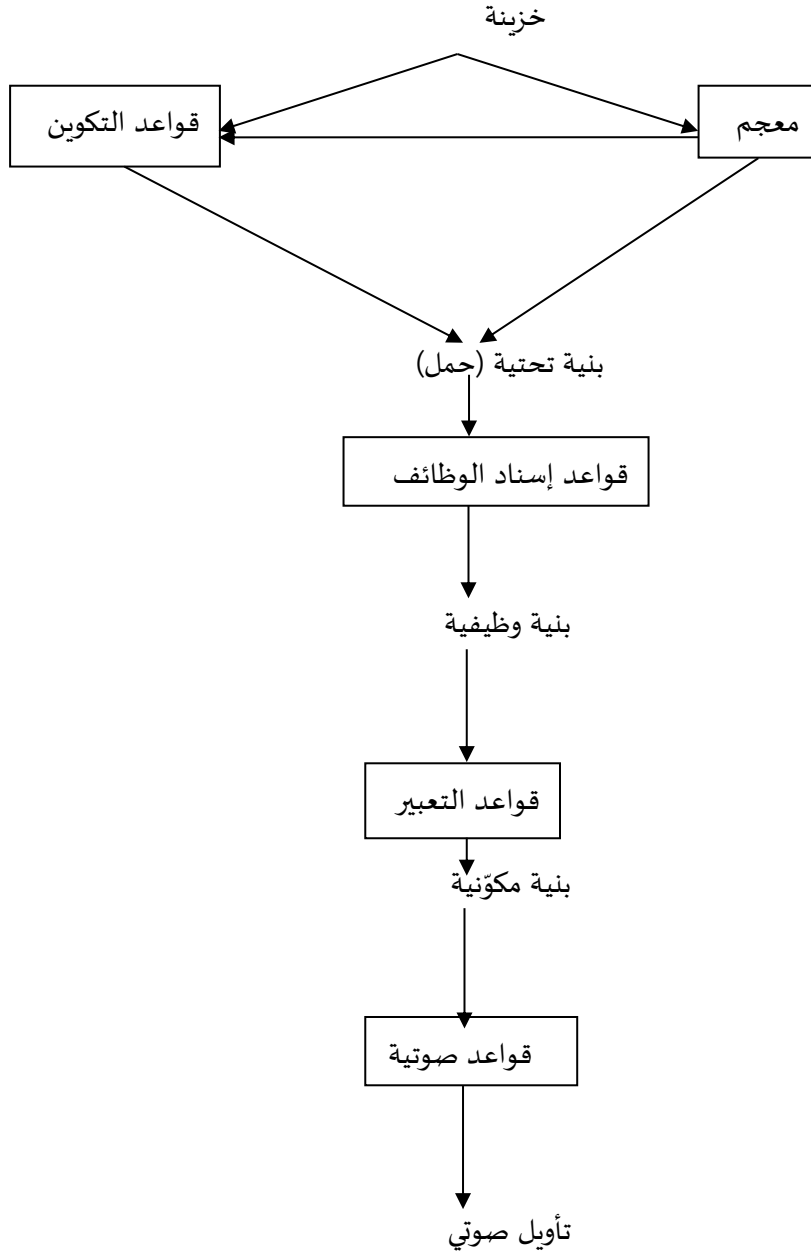 خزينة
معجم
قواعد التكوين
بنية تحتية (حمل)
قواعد إسناد الوظائف
بنية وظيفية
قواعد التعبير
بنية مكوّنية
قواعد صوتية
تأويل صوتي